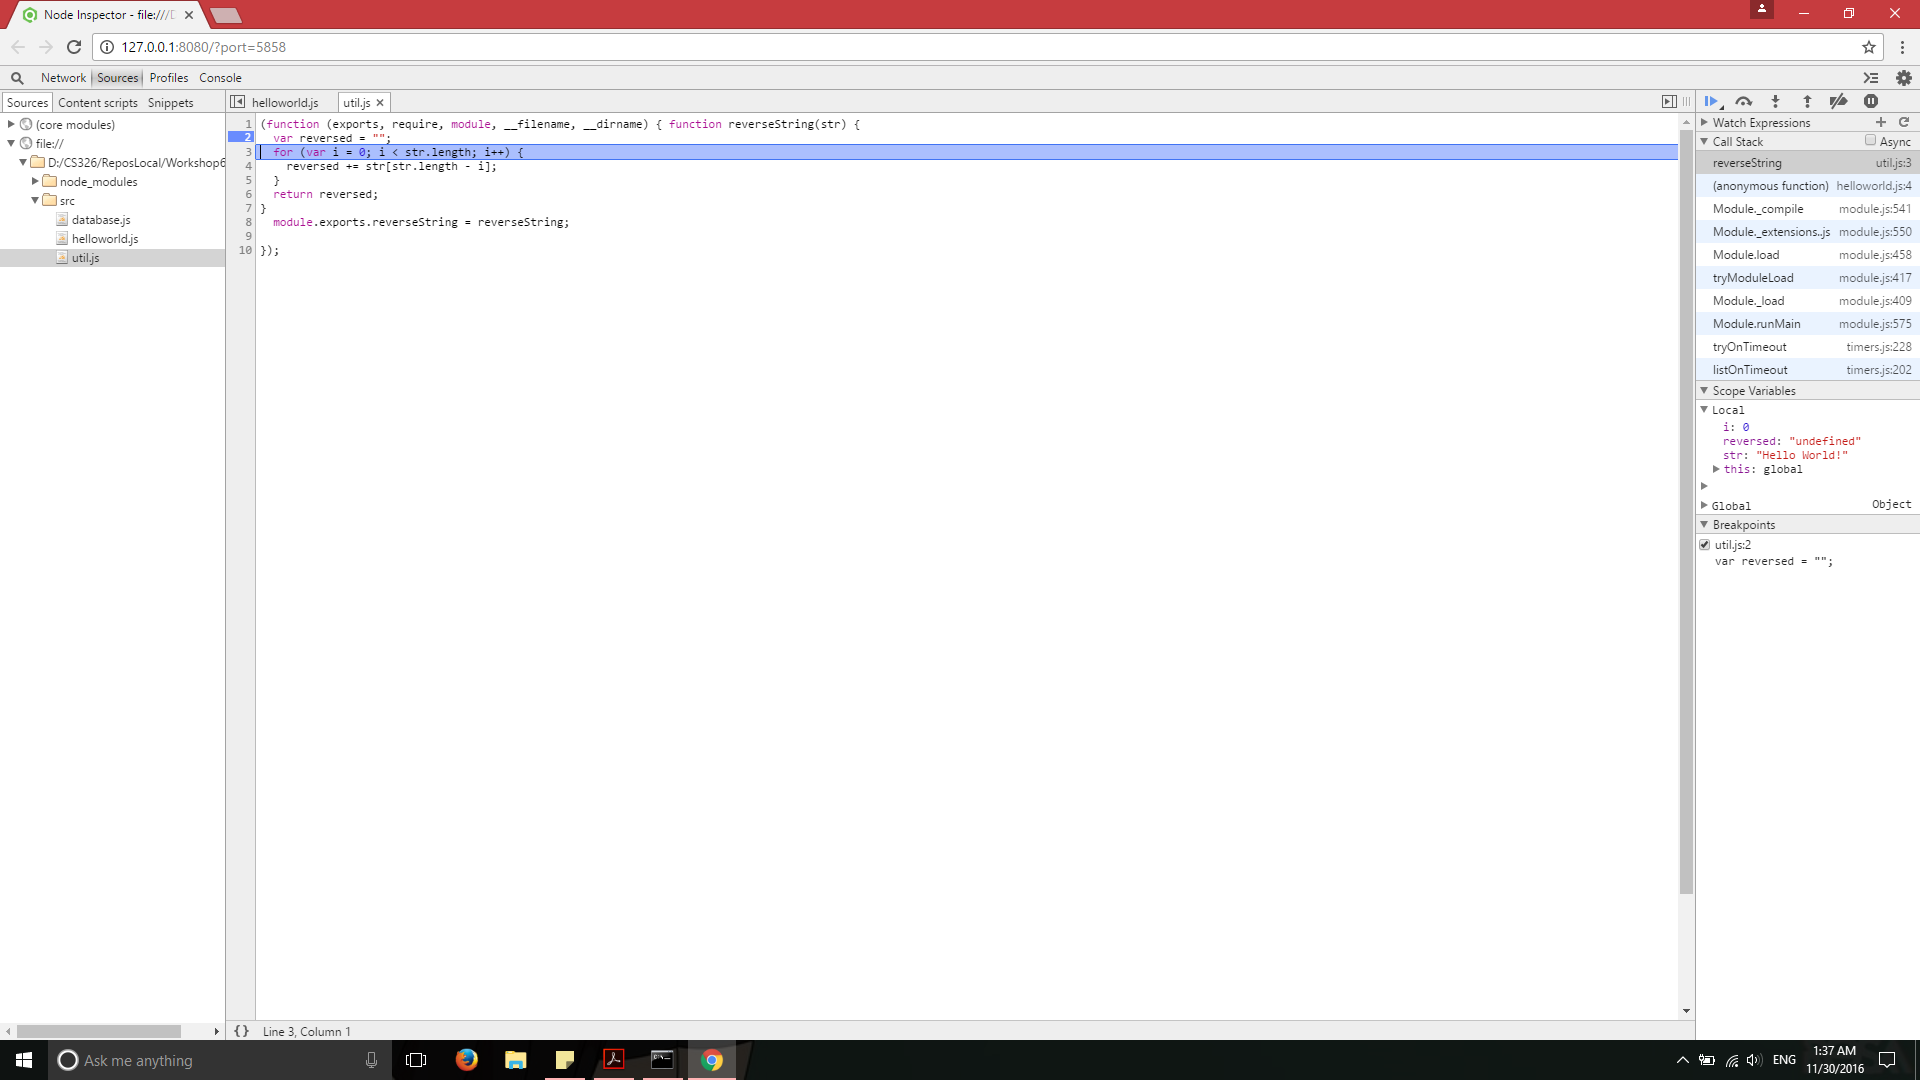 Node Inspector - file:///D
127.0.0.1:8080/?port=5858
Network Sources Profiles Console
Sources Content scripts Snippets
(core modules)
file://
D:/CS326/ReposLocal/Workshop6
node_modules
src
database.js
helloworld.js
util.js
helloworld.js util.js
1 (function (exports, require, module, __filename, __dirname) { function reverseString(str) {
2 var reversed = "";
3 for (var i = 0; i < str.length; i++) {
4 reversed += str[str.length - i];
5 }
6 return reversed;
7 }
8 module.exports.reverseString = reverseString;
9
10 });
{} Line 3, Column 1
Watch Expressions
Call Stack Async
reverseString util.js:3
(anonymous function) helloworld.js:4
Module._compile module.js:541
Module._extensions..js module.js:550
Module.load module.js:458
tryModuleLoad module.js:417
Module._load module.js:409
Module.runMain module.js:575
tryOnTimeout timers.js:228
listOnTimeout timers.js:202
Scope Variables
Local
i: 0
reversed: "undefined"
str: "Hello World!"
this: global
Global Object
Breakpoints
util.js:2
var reversed = "";
Ask me anything
ENG
1:37 AM
11/30/2016